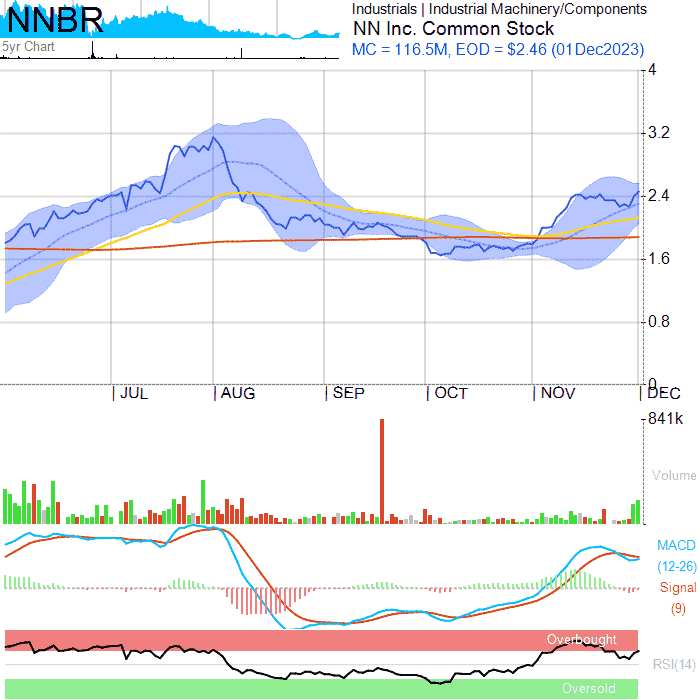 NNBR
5yr Chart
Industrials | Industrial Machinery/Components
NN Inc. Common Stock
MC = 116.5M, EOD = $2.46 (01Dec2023)
4
3.2
2.4
1.6
0.8
0
JUL AUG SEP OCT NOV DEC
841k
Volume
MACD
(12-26)
Signal
(9)
Overbought
RSI(14)
Oversold